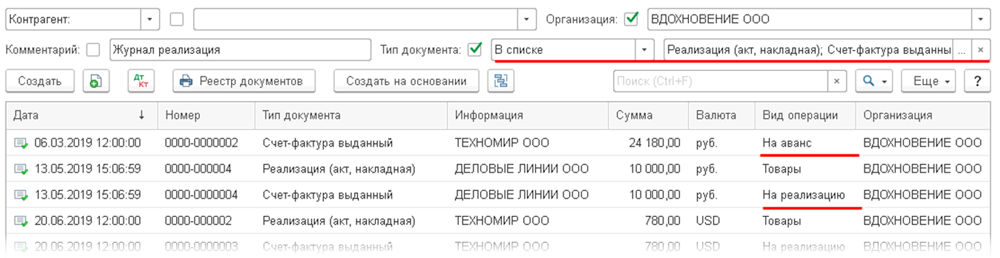 Контрагент: Организация: ВДОХНОВЕНИЕ ООО
Комментарий: Журнал реализация Тип документа: В списке Реализация (акт, накладная); Счет-фактура выданны ... ×
Создать Дт Кт Реестр документов Создать на основании Поиск (Ctrl+F) × Еще ?
Дата ↓ Номер Тип документа Информация Сумма Валюта Вид операции Организация
06.03.2019 12:00:00 0000-0000002 Счет-фактура выданный ТЕХНОМИР ООО 24 180,00 руб. На аванс ВДОХНОВЕНИЕ ООО
13.05.2019 15:06:59 0000-000004 Реализация (акт, накладная) ДЕЛОВЫЕ ЛИНИИ ООО 10 000,00 руб. Товары ВДОХНОВЕНИЕ ООО
13.05.2019 15:06:59 0000-0000004 Счет-фактура выданный ДЕЛОВЫЕ ЛИНИИ ООО 10 000,00 руб. На реализацию ВДОХНОВЕНИЕ ООО
20.06.2019 12:00:00 0000-000002 Реализация (акт, накладная) ТЕХНОМИР ООО 780,00 USD Товары ВДОХНОВЕНИЕ ООО
20.06.2019 12:00:00 0000-0000003 Счет-фактура выданный ТЕХНОМИР ООО 780,00 USD На реализацию ВДОХНОВЕНИЕ ООО